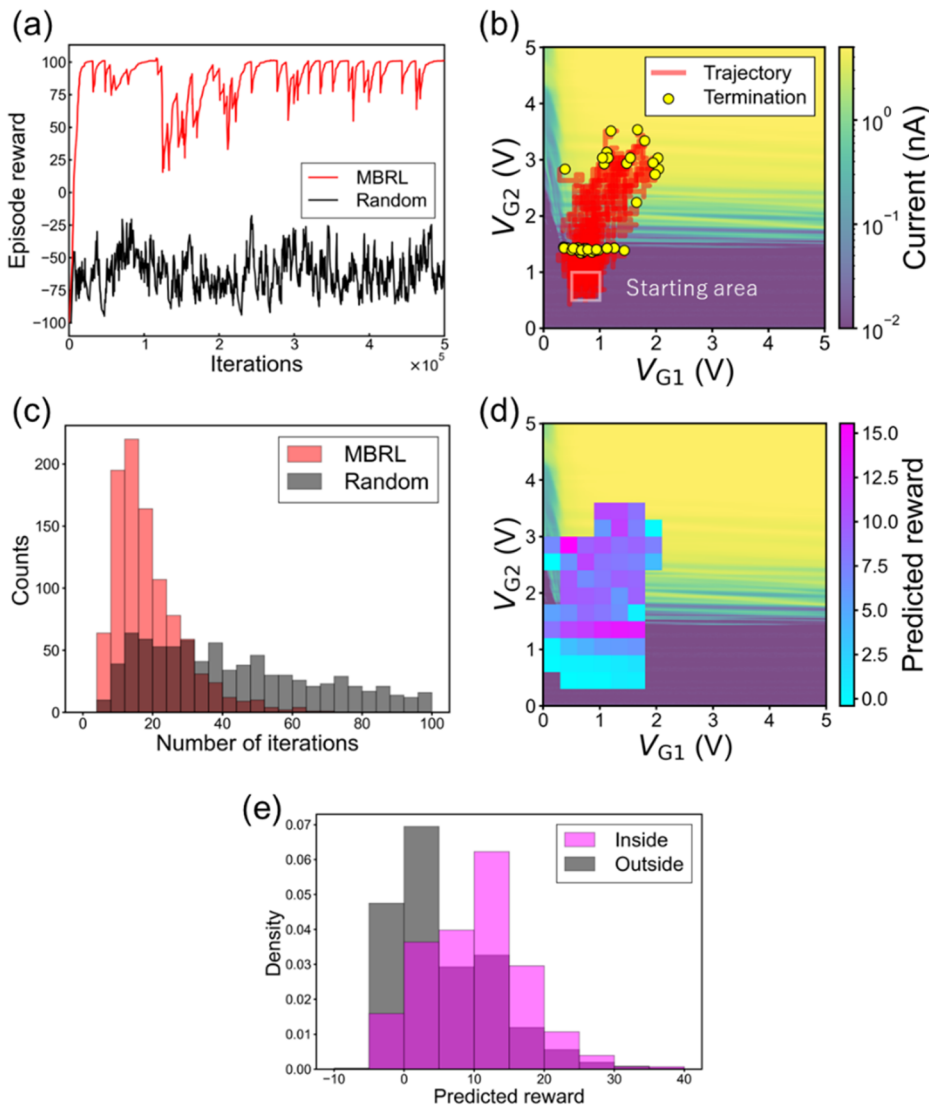 (a)
Episode reward
100
75
50
25
0
−25
−50
−75
−100
MBRL
Random
0
1
2
3
4
5
Iterations
×10⁵
(b)
V_G2 (V)
5
4
3
2
1
0
Trajectory
Termination
Starting area
0
1
2
3
4
5
V_G1 (V)
10⁰
10⁻¹
10⁻²
Current (nA)
(c)
Counts
200
150
100
50
0
MBRL
Random
0
20
40
60
80
100
Number of iterations
(d)
V_G2 (V)
5
4
3
2
1
0
0
1
2
3
4
5
V_G1 (V)
15.0
12.5
10.0
7.5
5.0
2.5
0.0
Predicted reward
(e)
Density
0.07
0.06
0.05
0.04
0.03
0.02
0.01
0.00
Inside
Outside
−10
0
10
20
30
40
Predicted reward